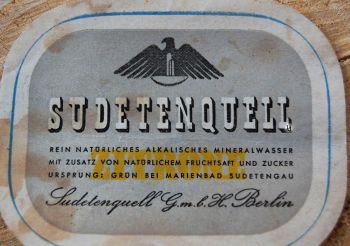 SUDETENQUELL
REIN NATÜRLICHES ALKALISCHES MINERALWASSER
MIT ZUSATZ VON NATÜRLICHEM FRUCHTSAFT UND ZUCKER
URSPRUNG: GRÜN BEI MARIENBAD SUDETENGAU
Sudetenquell G.m.b.H. Berlin